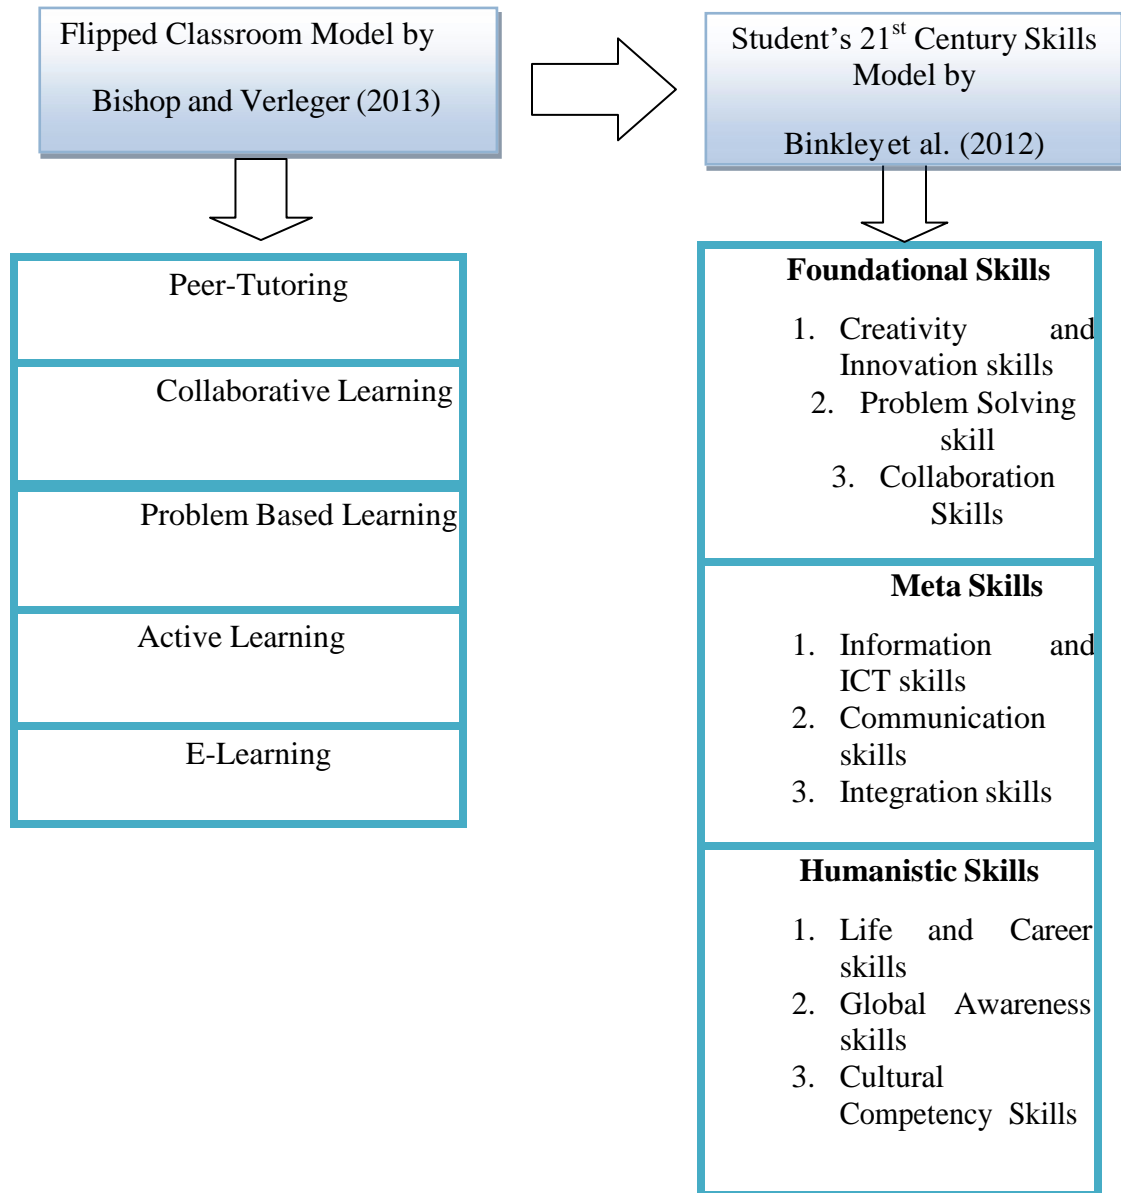 Flipped Classroom Model by
Bishop and Verleger (2013)
Student’s 21st Century Skills
Model by
Binkleyet al. (2012)
Peer-Tutoring
Collaborative Learning
Problem Based Learning
Active Learning
E-Learning
Foundational Skills
1. Creativity and
Innovation skills
2. Problem Solving
skill
3. Collaboration
Skills
Meta Skills
1. Information and
ICT skills
2. Communication
skills
3. Integration skills
Humanistic Skills
1. Life and Career
skills
2. Global Awareness
skills
3. Cultural
Competency Skills